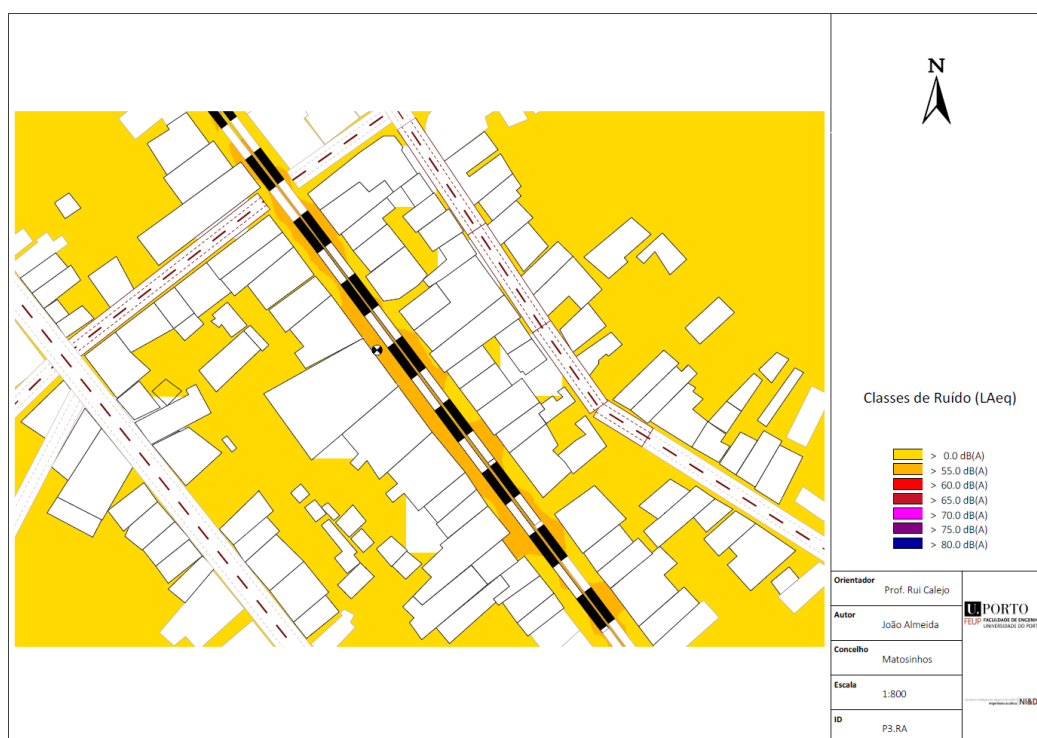 N
Classes de Ruído (LAeq)
> 0.0 dB(A)
> 55.0 dB(A)
> 60.0 dB(A)
> 65.0 dB(A)
> 70.0 dB(A)
> 75.0 dB(A)
> 80.0 dB(A)
Orientador
Prof. Rui Calejo
Autor
João Almeida
Concelho
Matosinhos
Escala
1:800
ID
P3.RA
U. PORTO
FEUP FACULDADE DE ENGENH
UNIVERSIDADE DO PORT
NI&D